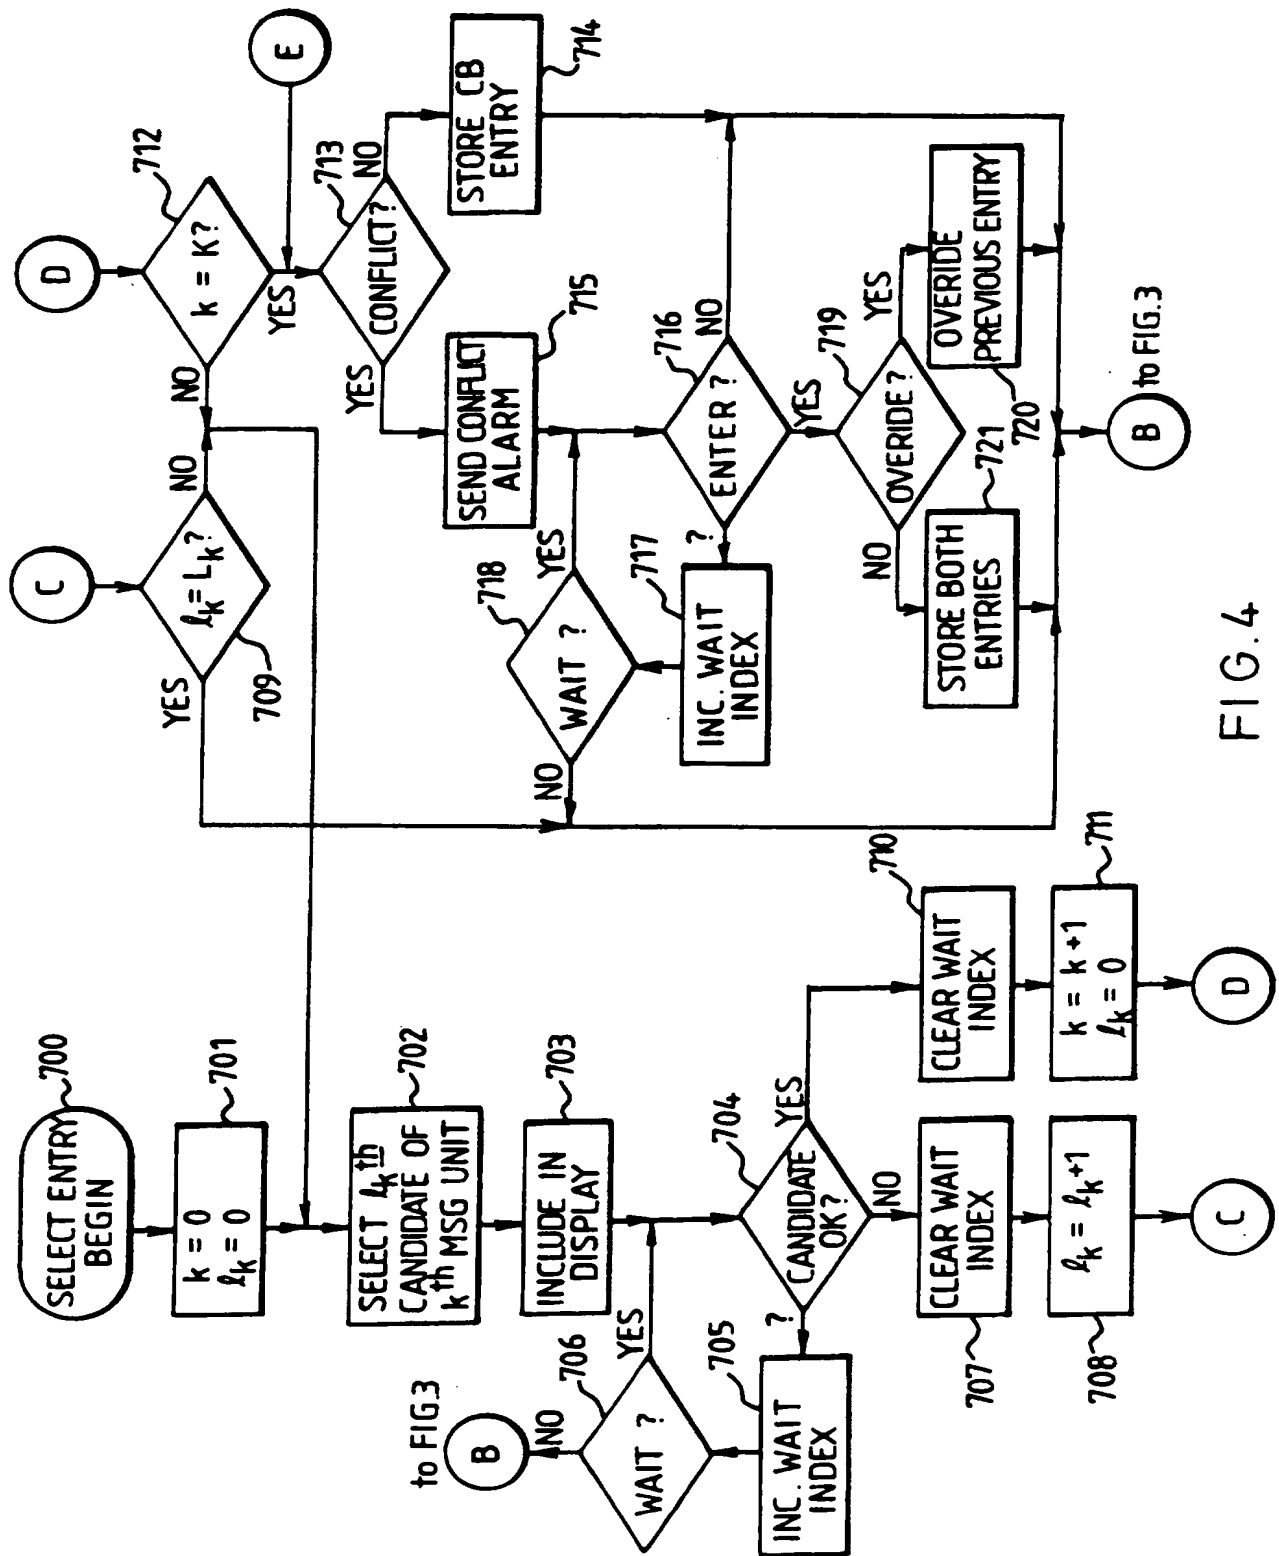 SELECT ENTRY
BEGIN
700
k = 0
ℓk = 0
701
SELECT ℓk th
CANDIDATE OF
kth MSG UNIT
702
INCLUDE IN
DISPLAY
703
CANDIDATE
OK?
704
YES
NO
?
INC. WAIT
INDEX
705
WAIT ?
706
YES
NO
B
to FIG.3
CLEAR WAIT
INDEX
707
ℓk = ℓk+1
708
C
CLEAR WAIT
INDEX
710
k = k+1
ℓk = 0
711
D
C
ℓk = Lk?
709
YES
NO
D
k = K?
712
NO
YES
E
CONFLICT?
713
YES
NO
STORE CB
ENTRY
714
SEND CONFLICT
ALARM
715
ENTER ?
716
NO
YES
?
INC. WAIT
INDEX
717
WAIT ?
718
YES
NO
OVERRIDE?
719
YES
NO
OVERRIDE
PREVIOUS ENTRY
720
STORE BOTH
ENTRIES
721
B
to FIG.3
FIG.4